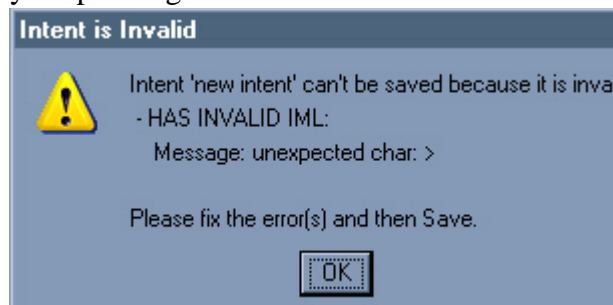 Intent is Invalid
Intent 'new intent' can't be saved because it is inva
- HAS INVALID IML:
Message: unexpected char: >
Please fix the error(s) and then Save.
OK